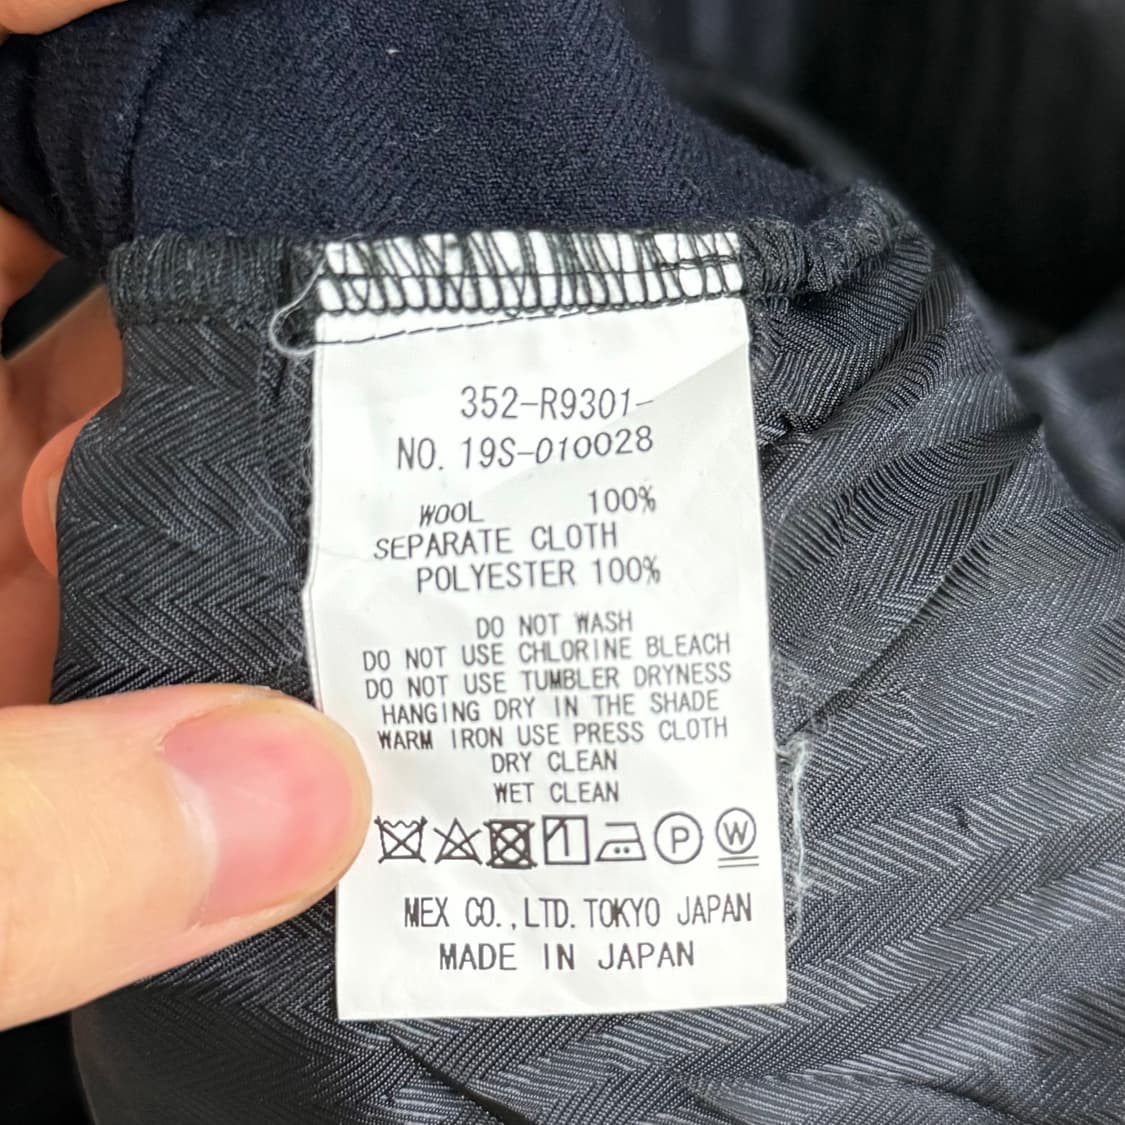 352-R9301-
NO. 19S-010028
WOOL 100%
SEPARATE CLOTH
POLYESTER 100%
DO NOT WASH
DO NOT USE CHLORINE BLEACH
DO NOT USE TUMBLER DRYNESS
HANGING DRY IN THE SHADE
WARM IRON USE PRESS CLOTH
DRY CLEAN
WET CLEAN
P W
MEX CO.,LTD. TOKYO JAPAN
MADE IN JAPAN